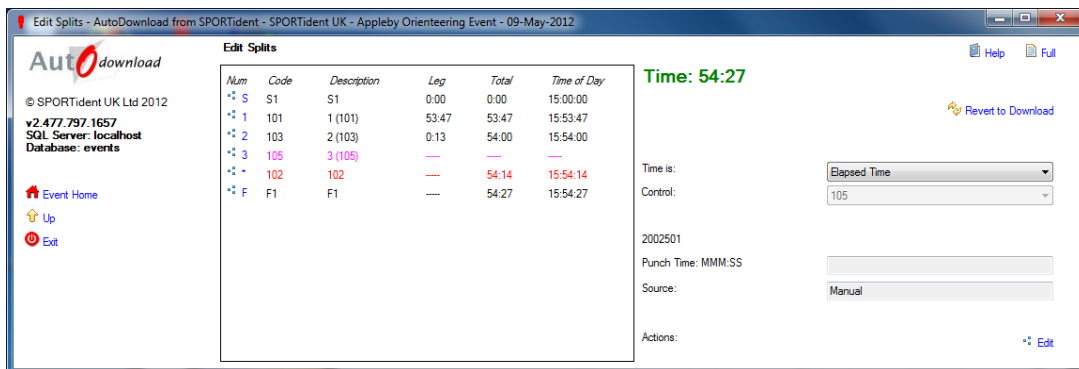 Edit Splits - AutoDownload from SPORTident - SPORTident UK - Appleby Orienteering Event - 09-May-2012
AutOdownload
© SPORTident UK Ltd 2012
v2.477.797.1657
SQL Server: localhost
Database: events
Event Home
Up
Exit
Edit Splits
Num Code Description Leg Total Time of Day
S S1 S1 0:00 0:00 15:00:00
1 101 1 (101) 53:47 53:47 15:53:47
2 103 2 (103) 0:13 54:00 15:54:00
3 105 3 (105) ----- ----- -----
* 102 102 ----- 54:14 15:54:14
F F1 F1 ----- 54:27 15:54:27
Help Full
Time: 54:27
Revert to Download
Time is: Elapsed Time
Control: 105
2002501
Punch Time: MMM:SS
Source: Manual
Actions: Edit